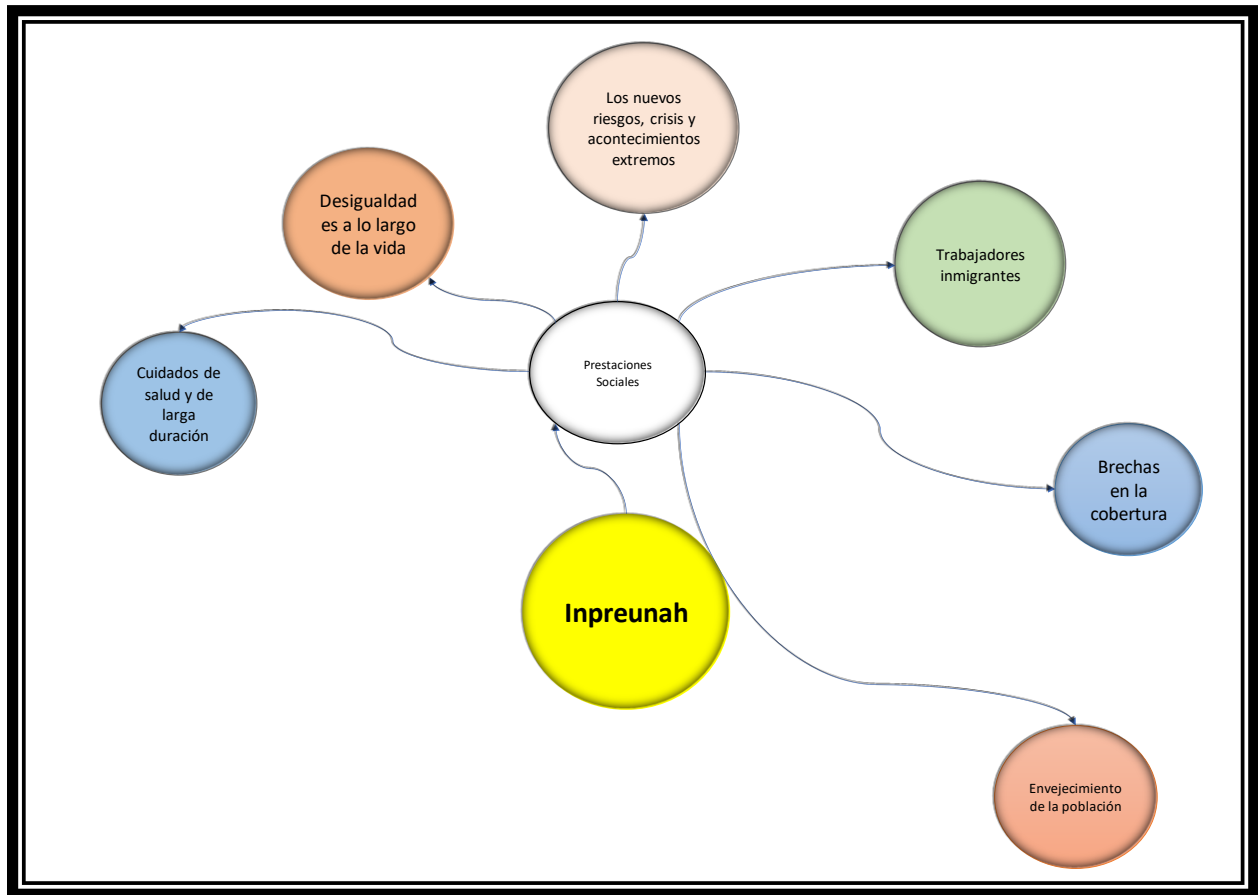 Los nuevos
riesgos, crisis y
acontecimientos
extremos
Desigualdad
es a lo largo
de la vida
Trabajadores
inmigrantes
Cuidados de
salud y de
larga
duración
Prestaciones
Sociales
Brechas
en la
cobertura
Inpreunah
Envejecimiento
de la población